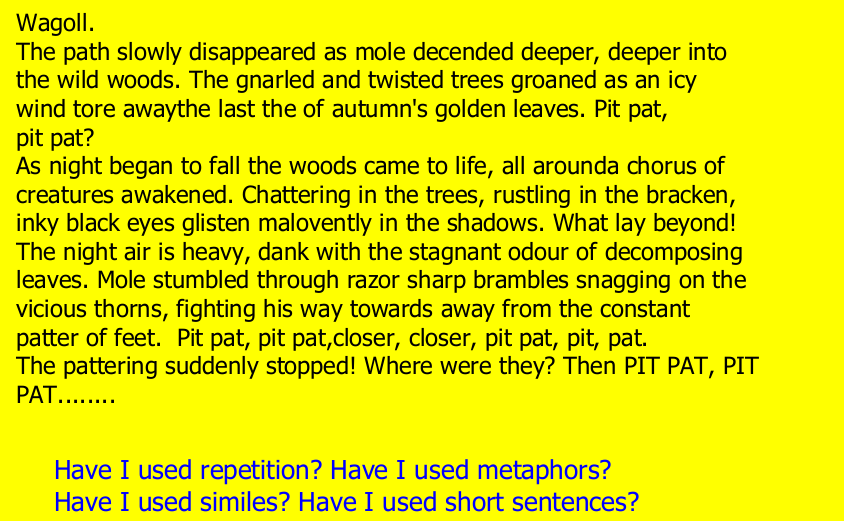 Wagoll.
The path slowly disappeared as mole decended deeper, deeper into
the wild woods. The gnarled and twisted trees groaned as an icy
wind tore awaythe last the of autumn's golden leaves. Pit pat,
pit pat?
As night began to fall the woods came to life, all arounda chorus of
creatures awakened. Chattering in the trees, rustling in the bracken,
inky black eyes glisten malovently in the shadows. What lay beyond!
The night air is heavy, dank with the stagnant odour of decomposing
leaves. Mole stumbled through razor sharp brambles snagging on the
vicious thorns, fighting his way towards away from the constant
patter of feet.  Pit pat, pit pat,closer, closer, pit pat, pit, pat.
The pattering suddenly stopped! Where were they? Then PIT PAT, PIT
PAT........
Have I used repetition? Have I used metaphors?
Have I used similes? Have I used short sentences?